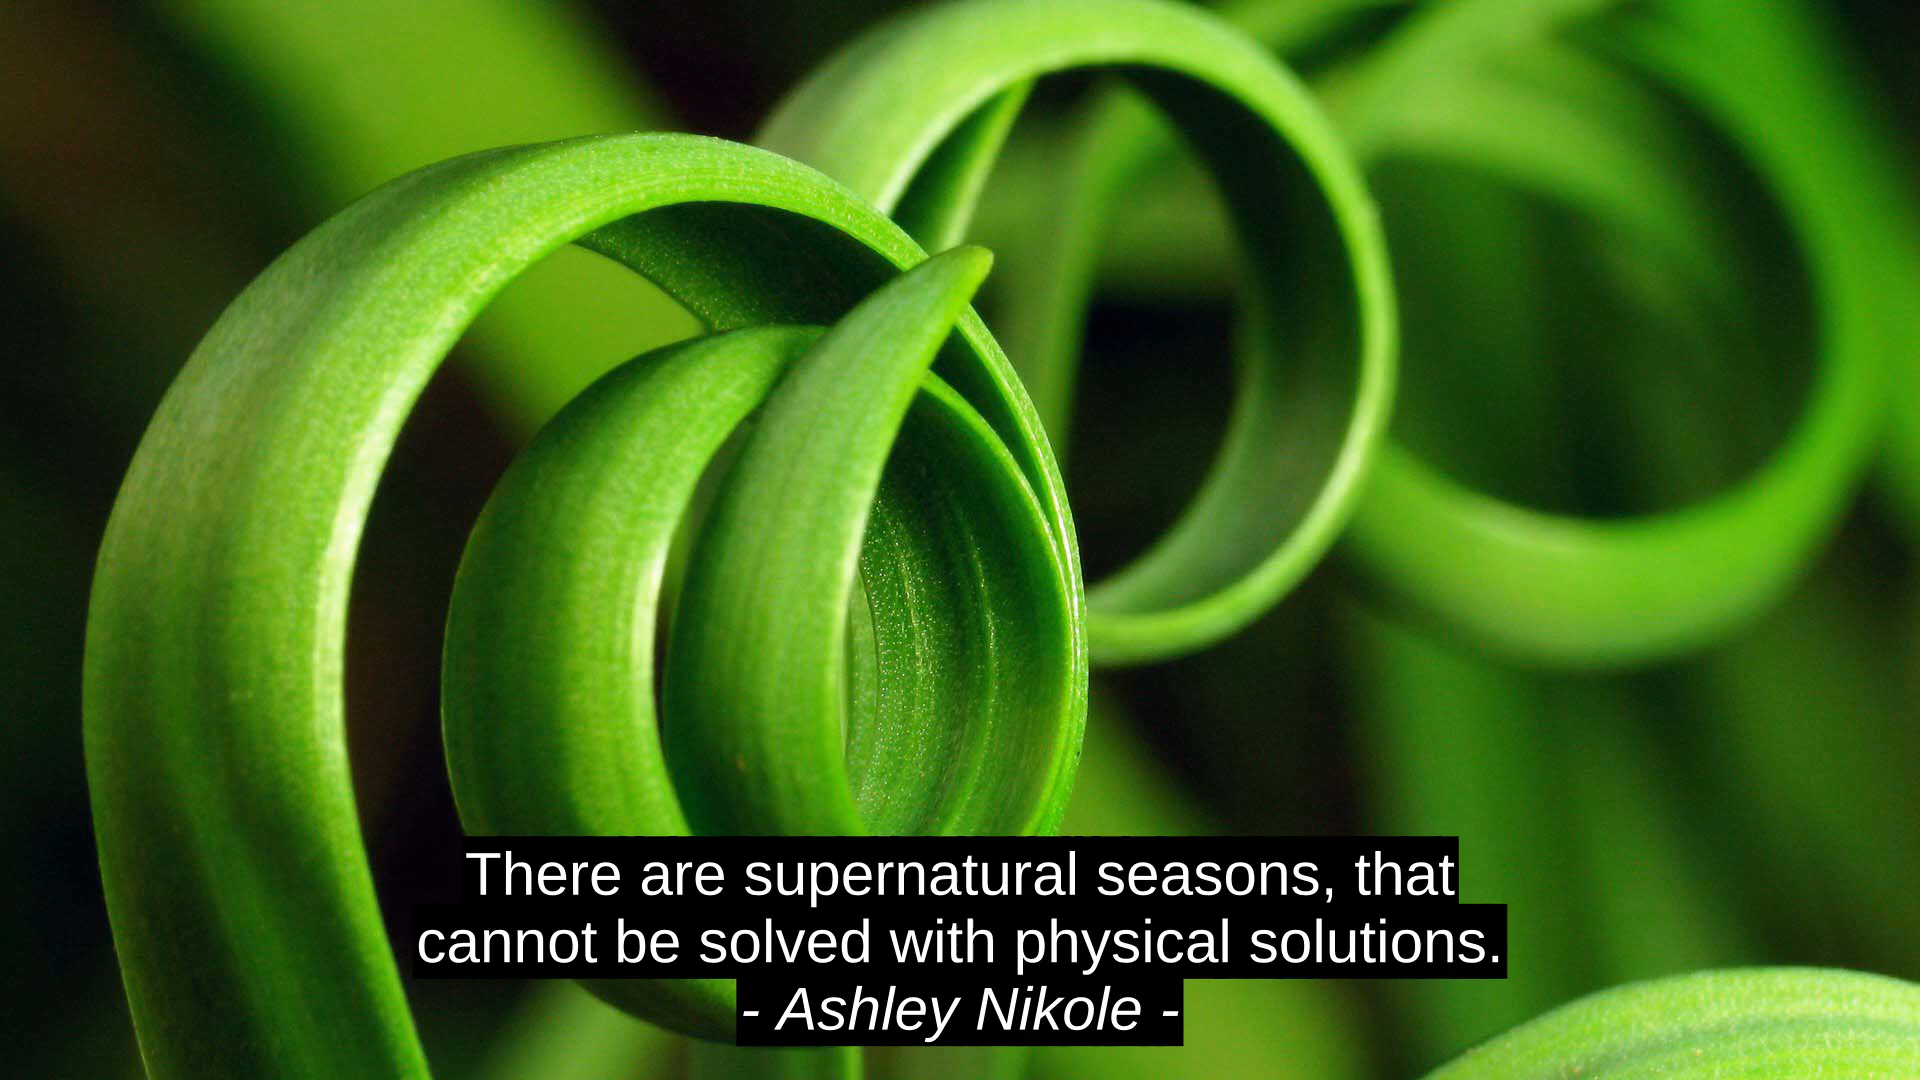 There are supernatural seasons, that
cannot be solved with physical solutions.
- Ashley Nikole -